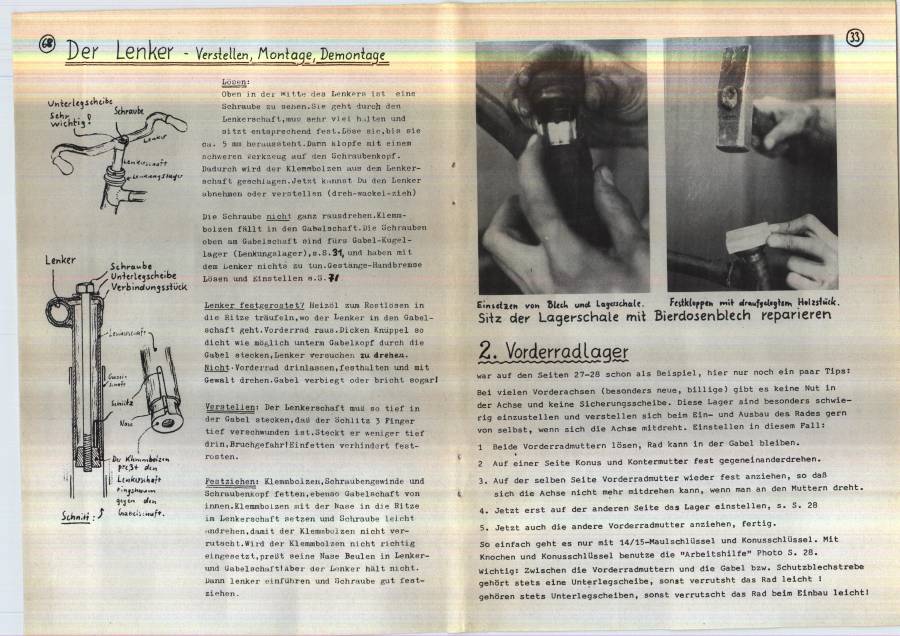 68
Der Lenker - Verstellen, Montage, Demontage
Unterlegscheibe
Sehr
wichtig!
Schraube
Lenker
Lenkerschaft
Lenkungslager
Lösen:
Oben in der Mitte des Lenkers ist eine
Schraube zu sehen.Sie geht durch den
Lenkerschaft,muß sehr viel halten und
sitzt entsprechend fest.Löse sie,bis sie
ca. 5 mm heraussteht.Dann klopfe mit einem
schweren Werkzeug auf den Schraubenkopf.
Dadurch wird der Klemmbolzen aus dem Lenker-
schaft geschlagen.Jetzt kannst Du den Lenker
abnehmen oder verstellen (dreh-wackel-zieh)
Die Schraube nicht ganz rausdrehen.Klemm-
bolzen fällt in den Gabelschaft.Die Schrauben
oben am Gabelschaft sind fürs Gabel-Kugel-
lager (Lenkungslager),s.S.31, und haben mit
dem Lenker nichts zu tun.Gestänge-Handbremse
Lösen und Einstellen s.S.71
Lenker
Schraube
Unterlegscheibe
Verbindungsstück
Lenkerschaft
Gabel-
schaft
Schlitz
Nase
Der Klemmbolzen
preßt den
Lenkerschaft
ringsherum
gegen den
Gabelschaft.
Schnitt:
Lenker festgerostet? Heizöl zum Rostlösen in
die Ritze träufeln,wo der Lenker in den Gabel-
schaft geht.Vorderrad raus.Dicken Knüppel so
dicht wie möglich unterm Gabelkopf durch die
Gabel stecken,Lenker versuchen zu drehen.
Nicht Vorderrad drinlassen,festhalten und mit
Gewalt drehen.Gabel verbiegt oder bricht sogar!
Verstellen: Der Lenkerschaft muß so tief in
der Gabel stecken,daß der Schlitz 3 Finger
tief verschwunden ist.Steckt er weniger tief
drin,Bruchgefahr!Einfetten verhindert fest-
rosten.
Festziehen: Klemmbolzen,Schraubengewinde und
Schraubenkopf fetten,ebenso Gabelschaft von
innen.Klemmbolzen mit der Nase in die Ritze
im Lenkerschaft setzen und Schraube leicht
andrehen,damit der Klemmbolzen nicht ver-
rutscht.Wird der Klemmbolzen nicht richtig
eingesetzt,preßt seine Nase Beulen in Lenker-
und Gabelschaft!aber der Lenker hält nicht.
Dann lenker einführen und Schraube gut fest-
ziehen.
33
Einsetzen von Blech und Lagerschale.
Festkloppen mit draufgelegtem Holzstück.
Sitz der Lagerschale mit Bierdosenblech reparieren
2. Vorderradlager
war auf den Seiten 27-28 schon als Beispiel, hier nur noch ein paar Tips:
Bei vielen Vorderachsen (besonders neue, billige) gibt es keine Nut in
der Achse und keine Sicherungsscheibe. Diese Lager sind besonders schwie-
rig einzustellen und verstellen sich beim Ein- und Ausbau des Rades gern
von selbst, wenn sich die Achse mitdreht. Einstellen in diesem Fall:
1 Beide Vorderradmuttern lösen, Rad kann in der Gabel bleiben.
2 Auf einer Seite Konus und Kontermutter fest gegeneinanderdrehen.
3. Auf der selben Seite Vorderradmutter wieder fest anziehen, so daß
sich die Achse nicht mehr mitdrehen kann, wenn man an den Muttern dreht.
4. Jetzt erst auf der anderen Seite das Lager einstellen, s. S. 28
5. Jetzt auch die andere Vorderradmutter anziehen, fertig.
So einfach geht es nur mit 14/15-Maulschlüssel und Konusschlüssel. Mit
Knochen und Konusschlüssel benutze die "Arbeitshilfe" Photo S. 28.
Wichtig: Zwischen die Vorderradmuttern und die Gabel bzw. Schutzblechstrebe
gehört stets eine Unterlegscheibe, sonst verrutsht das Rad leicht !
gehören stets Unterlegscheiben, sonst verrutscht das Rad beim Einbau leicht!